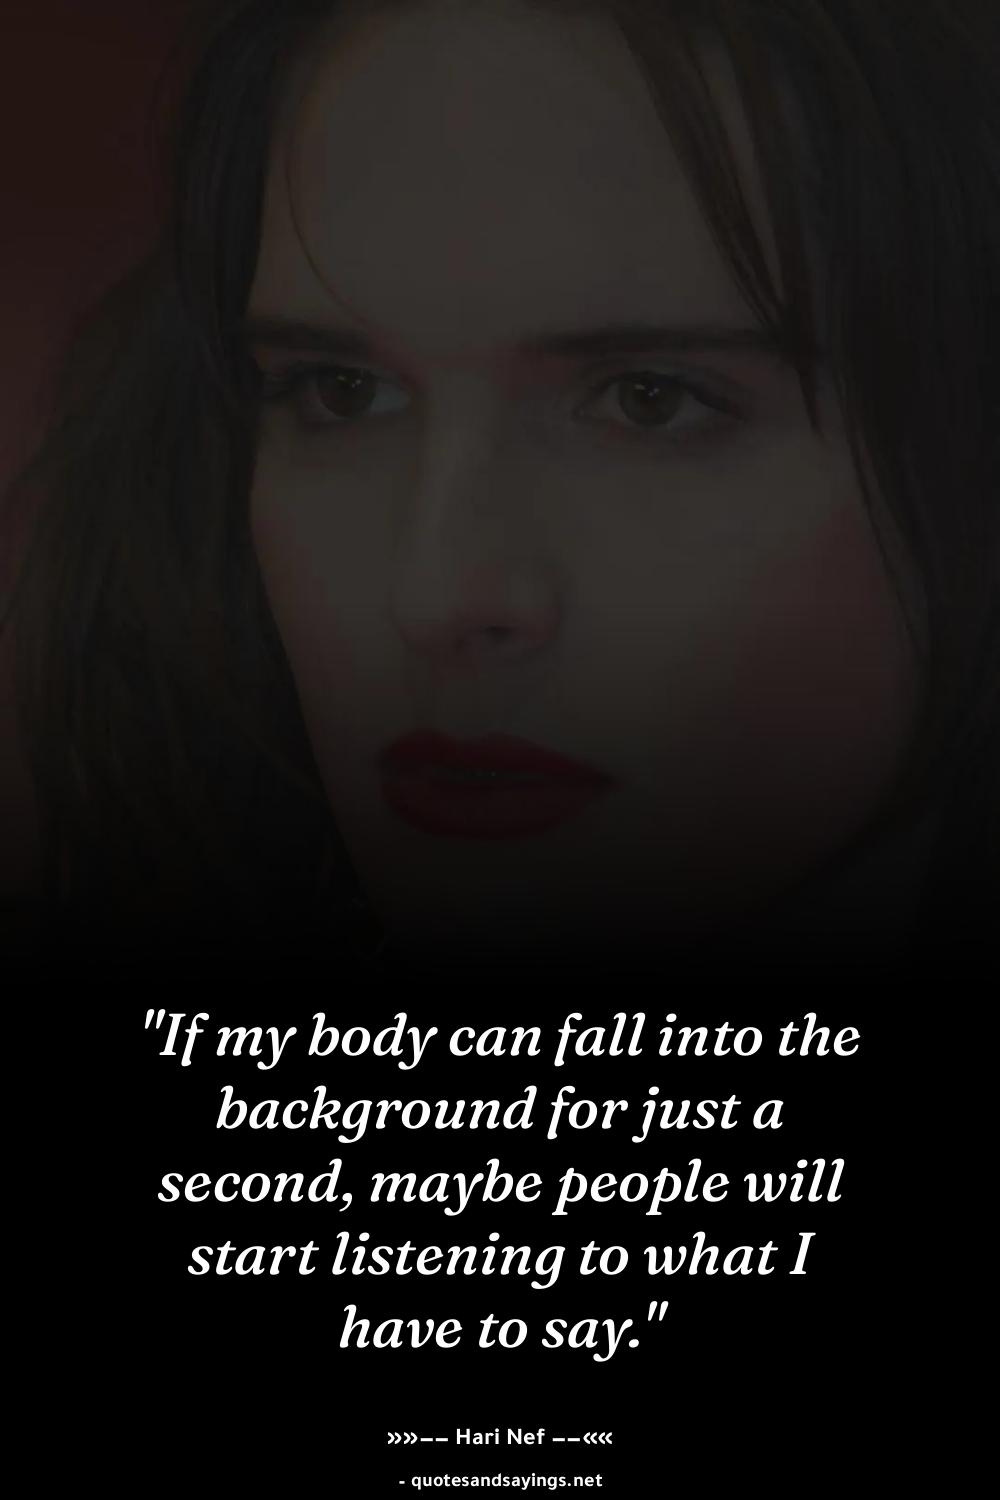 "If my body can fall into the
background for just a
second, maybe people will
start listening to what I
have to say."
»»–– Hari Nef ––««
- quotesandsayings.net